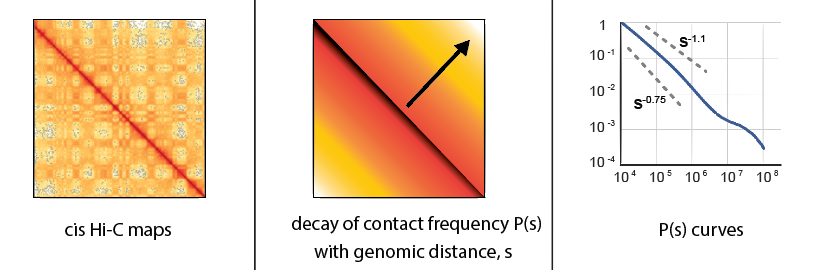 cis Hi-C maps
decay of contact frequency P(s)
with genomic distance, s
1
10⁻¹
10⁻²
10⁻³
10⁻⁴
10⁴ 10⁵ 10⁶ 10⁷ 10⁸
s⁻¹·¹
s⁻⁰·⁷⁵
P(s) curves